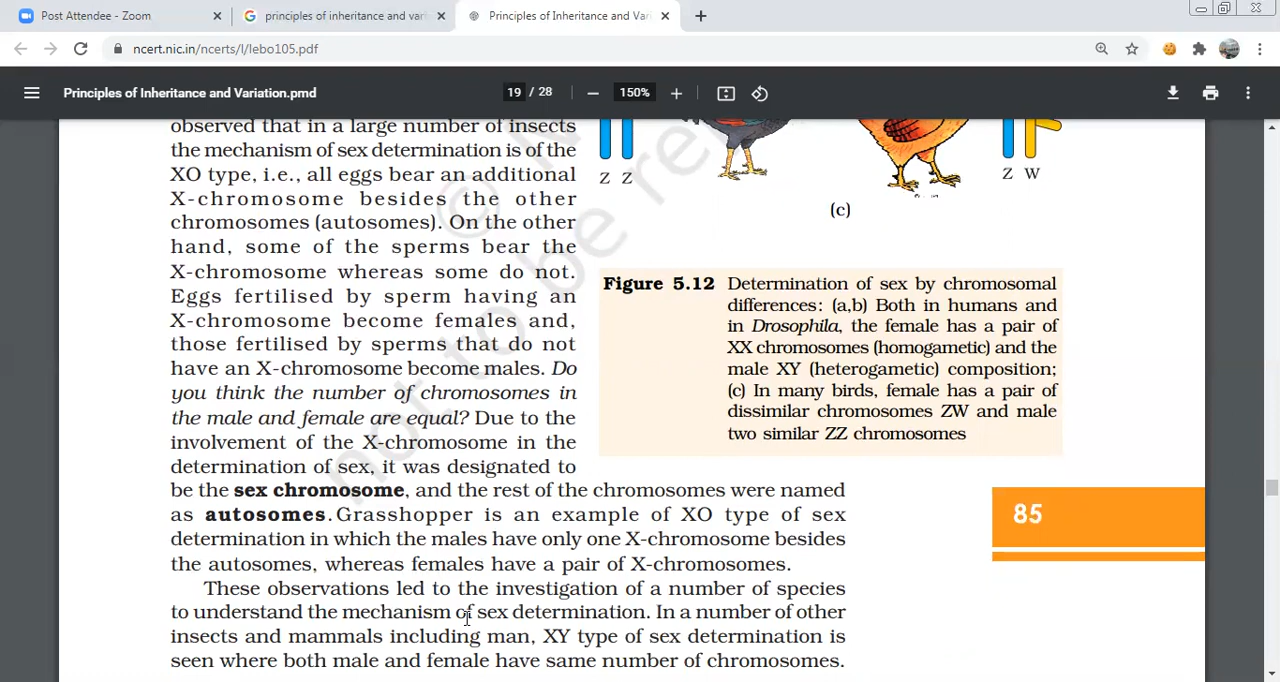 Post Attendee - Zoom
principles of inheritance and vari
Principles of Inheritance and Vari
ncert.nic.in/ncerts/l/lebo105.pdf
Principles of Inheritance and Variation.pmd
19 / 28
150%
observed that in a large number of insects
the mechanism of sex determination is of the
XO type, i.e., all eggs bear an additional
X-chromosome besides the other
chromosomes (autosomes). On the other
hand, some of the sperms bear the
X-chromosome whereas some do not.
Eggs fertilised by sperm having an
X-chromosome become females and,
those fertilised by sperms that do not
have an X-chromosome become males. Do
you think the number of chromosomes in
the male and female are equal? Due to the
involvement of the X-chromosome in the
determination of sex, it was designated to
be the sex chromosome, and the rest of the chromosomes were named
as autosomes. Grasshopper is an example of XO type of sex
determination in which the males have only one X-chromosome besides
the autosomes, whereas females have a pair of X-chromosomes.
These observations led to the investigation of a number of species
to understand the mechanism of sex determination. In a number of other
insects and mammals including man, XY type of sex determination is
seen where both male and female have same number of chromosomes.
Z Z
Z W
(c)
Figure 5.12 Determination of sex by chromosomal
differences: (a,b) Both in humans and
in Drosophila, the female has a pair of
XX chromosomes (homogametic) and the
male XY (heterogametic) composition;
(c) In many birds, female has a pair of
dissimilar chromosomes ZW and male
two similar ZZ chromosomes
85
not to be re